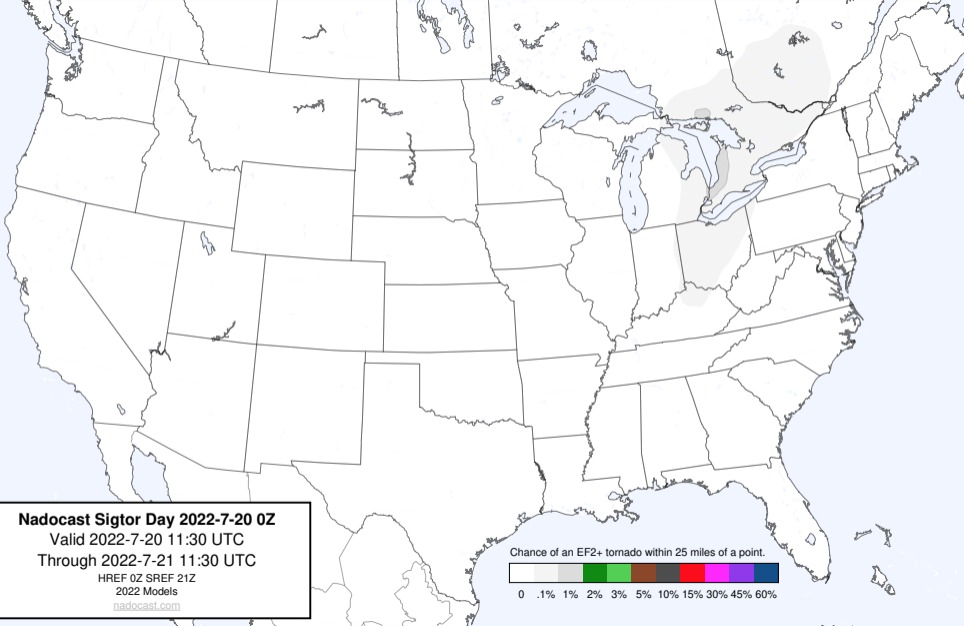 Nadocast Sigtor Day 2022-7-20 0Z
Valid 2022-7-20 11:30 UTC
Through 2022-7-21 11:30 UTC
HREF 0Z SREF 21Z
2022 Models
nadocast.com
Chance of an EF2+ tornado within 25 miles of a point.
0 .1% 1% 2% 3% 5% 10% 15% 30% 45% 60%